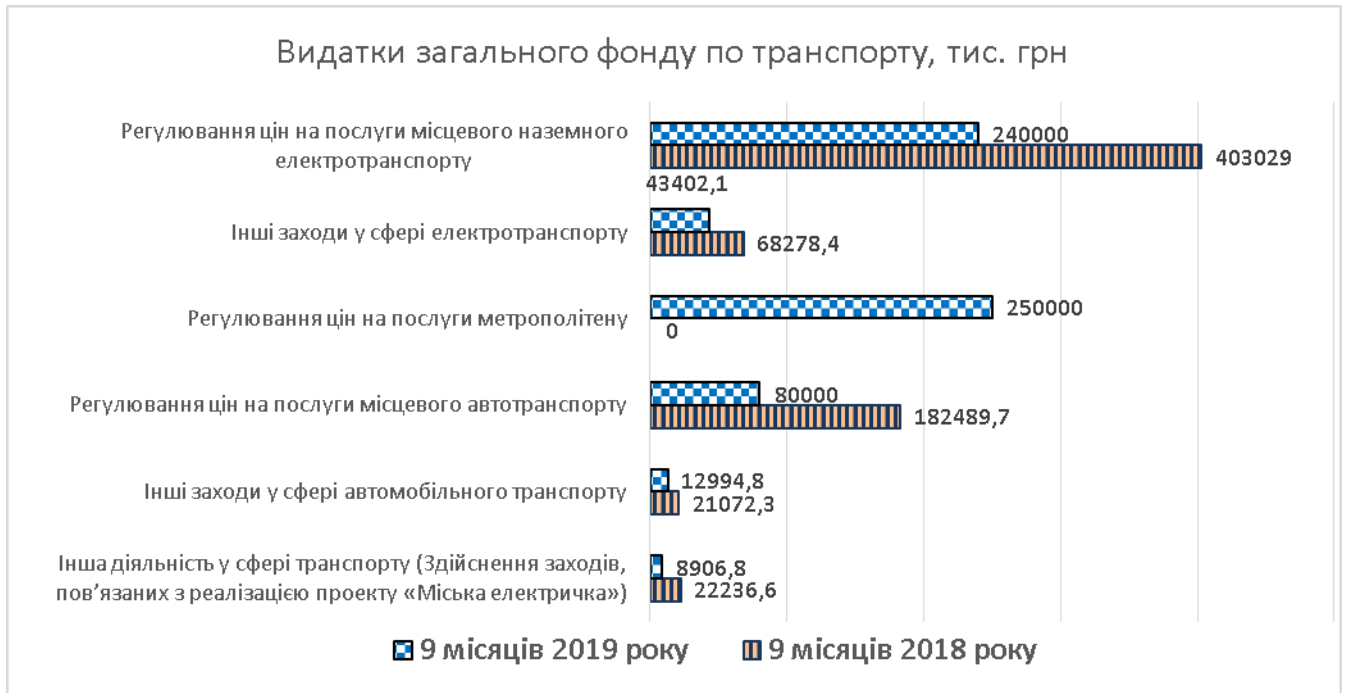 Видатки загального фонду по транспорту, тис. грн
Регулювання цін на послуги місцевого наземного
електротранспорту
240000
403029
43402,1
Інші заходи у сфері електротранспорту
68278,4
Регулювання цін на послуги метрополітену
250000
0
Регулювання цін на послуги місцевого автотранспорту
80000
182489,7
Інші заходи у сфері автомобільного транспорту
12994,8
21072,3
Інша діяльність у сфері транспорту (Здійснення заходів,
пов’язаних з реалізацією проекту «Міська електричка»)
8906,8
22236,6
9 місяців 2019 року
9 місяців 2018 року